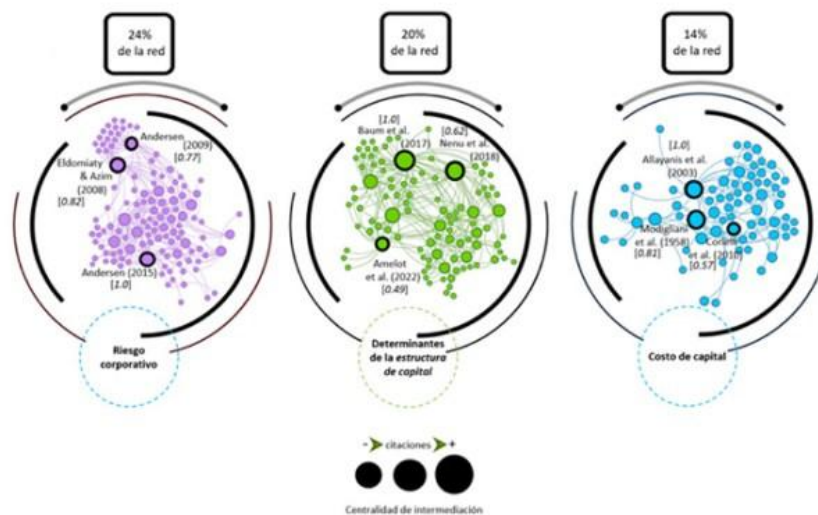 24%
de la red
20%
de la red
14%
de la red
Andersen
(2009)
[0.77]
Eldomiaty
& Azim
(2008)
[0.82]
Andersen (2015)
[1.0]
Riesgo
corporativo
[1.0]
Baum et al.
(2017)
[0.62]
Nenu et al.
(2018)
Amelot
et al. (2022)
[0.49]
Determinantes
de la estructura
de capital
[1.0]
Allayanis et al.
(2003)
Modigliani
et al. (1958)
[0.81]
et al. (2010)
[0.57]
Costo de capital
- citaciones +
Centralidad de intermediación